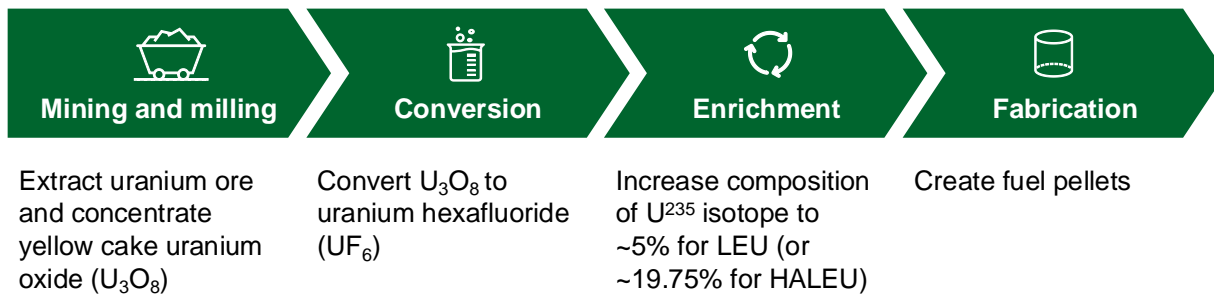 Mining and milling
Conversion
Enrichment
Fabrication
Extract uranium ore
and concentrate
yellow cake uranium
oxide (U₃O₈)
Convert U₃O₈ to
uranium hexafluoride
(UF₆)
Increase composition
of U²³⁵ isotope to
~5% for LEU (or
~19.75% for HALEU)
Create fuel pellets